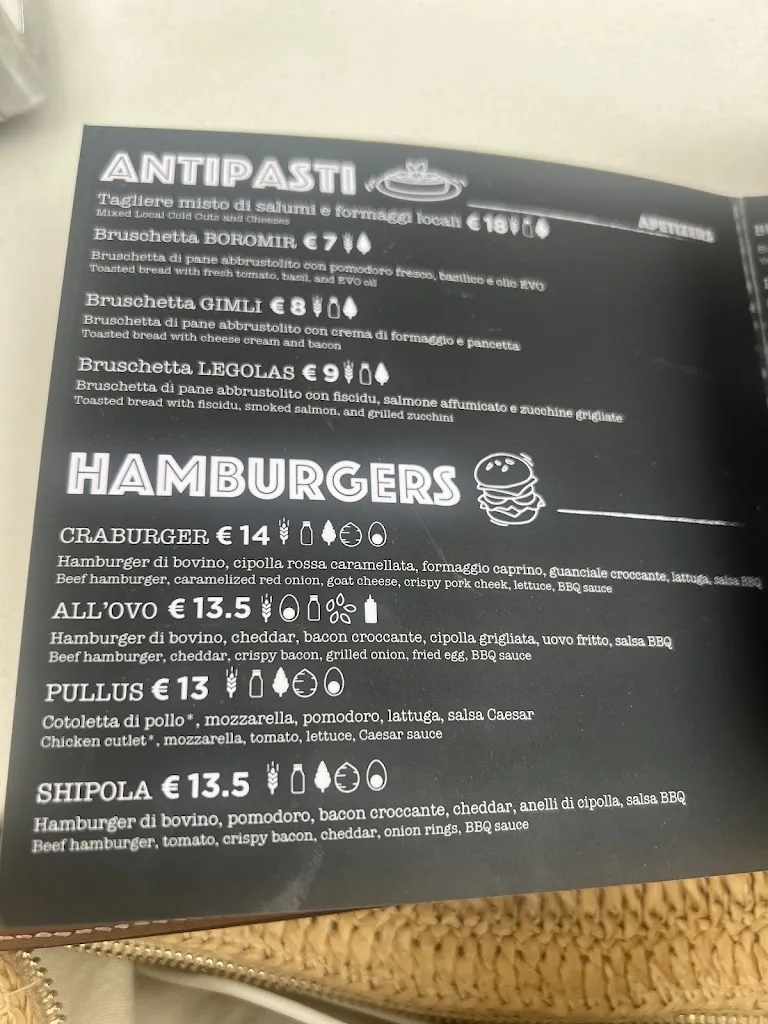 ANTIPASTI
APETIZERS
Tagliere misto di salumi e formaggi locali €18
Mixed Local Cold Cuts and Cheeses
Bruschetta BOROMIR €7
Bruschetta di pane abbrustolito con pomodoro fresco, basilico e olio EVO
Toasted bread with fresh tomato, basil, and EVO oil
Bruschetta GIMLI €8
Bruschetta di pane abbrustolito con crema di formaggio e pancetta
Toasted bread with cheese cream and bacon
Bruschetta LEGOLAS €9
Bruschetta di pane abbrustolito con fiscidu, salmone affumicato e zucchine grigliate
Toasted bread with fiscidu, smoked salmon, and grilled zucchini
HAMBURGERS
CRABURGER €14
Hamburger di bovino, cipolla rossa caramellata, formaggio caprino, guanciale croccante, lattuga, salsa BBQ
Beef hamburger, caramelized red onion, goat cheese, crispy pork cheek, lettuce, BBQ sauce
ALL'OVO €13.5
Hamburger di bovino, cheddar, bacon croccante, cipolla grigliata, uovo fritto, salsa BBQ
Beef hamburger, cheddar, crispy bacon, grilled onion, fried egg, BBQ sauce
PULLUS €13
Cotoletta di pollo*, mozzarella, pomodoro, lattuga, salsa Caesar
Chicken cutlet*, mozzarella, tomato, lettuce, Caesar sauce
SHIPOLA €13.5
Hamburger di bovino, pomodoro, bacon croccante, cheddar, anelli di cipolla, salsa BBQ
Beef hamburger, tomato, crispy bacon, cheddar, onion rings, BBQ sauce